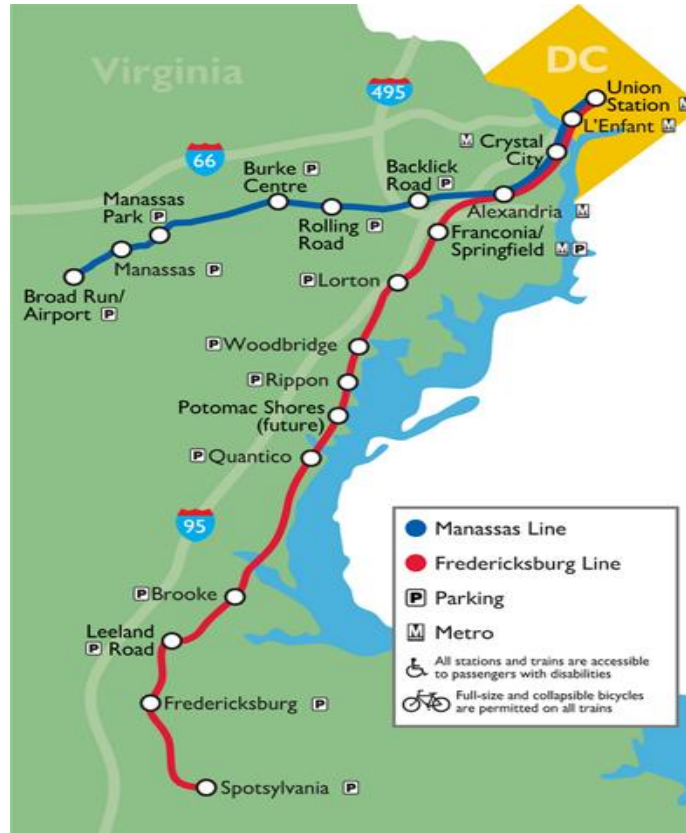 Virginia
DC
495
66
95
Union
Station M
L'Enfant M
M Crystal
City
Alexandria M
Backlick
Road P
Rolling
Road P
Burke P
Centre
Manassas
Park P
Manassas P
Broad Run/
Airport P
Franconia/
Springfield M P
P Lorton
P Woodbridge
P Rippon
Potomac Shores
(future)
P Quantico
P Brooke
Leeland
P Road
Fredericksburg P
Spotsylvania P
Manassas Line
Fredericksburg Line
P Parking
M Metro
All stations and trains are accessible
to passengers with disabilities
Full-size and collapsible bicycles
are permitted on all trains